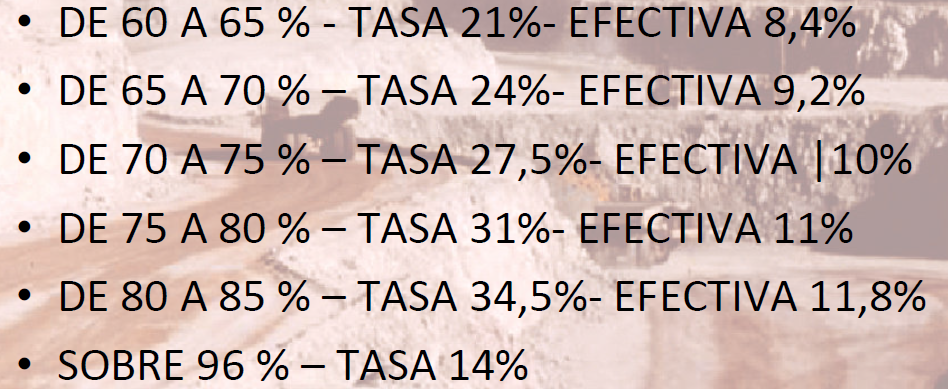 • DE 60 A 65 % - TASA 21%- EFECTIVA 8,4%
• DE 65 A 70 % – TASA 24%- EFECTIVA 9,2%
• DE 70 A 75 % – TASA 27,5%- EFECTIVA |10%
• DE 75 A 80 % – TASA 31%- EFECTIVA 11%
• DE 80 A 85 % – TASA 34,5%- EFECTIVA 11,8%
• SOBRE 96 % – TASA 14%